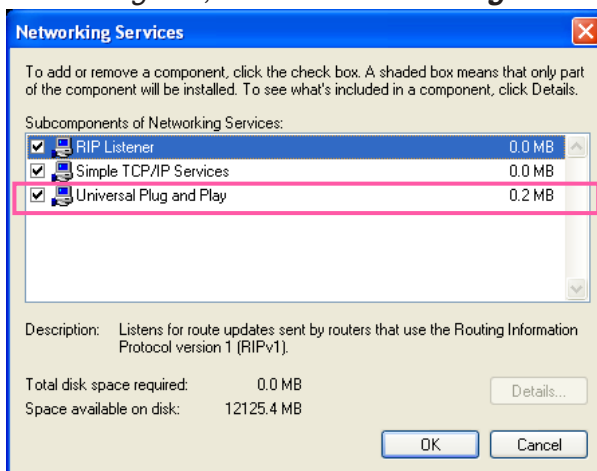 Networking Services
To add or remove a component, click the check box. A shaded box means that only part
of the component will be installed. To see what's included in a component, click Details.
Subcomponents of Networking Services:
RIP Listener 0.0 MB
Simple TCP/IP Services 0.0 MB
Universal Plug and Play 0.2 MB
Description: Listens for route updates sent by routers that use the Routing Information
Protocol version 1 (RIPv1).
Total disk space required: 0.0 MB
Details...
Space available on disk: 12125.4 MB
OK Cancel